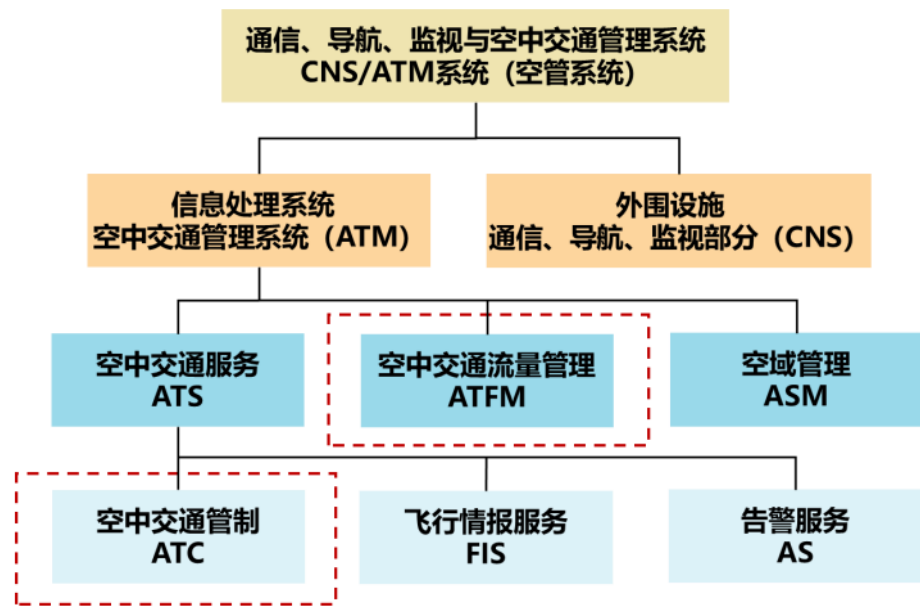 通信、导航、监视与空中交通管理系统
CNS/ATM系统（空管系统）
信息处理系统
空中交通管理系统（ATM）
外围设施
通信、导航、监视部分（CNS）
空中交通服务
ATS
空中交通流量管理
ATFM
空域管理
ASM
空中交通管制
ATC
飞行情报服务
FIS
告警服务
AS